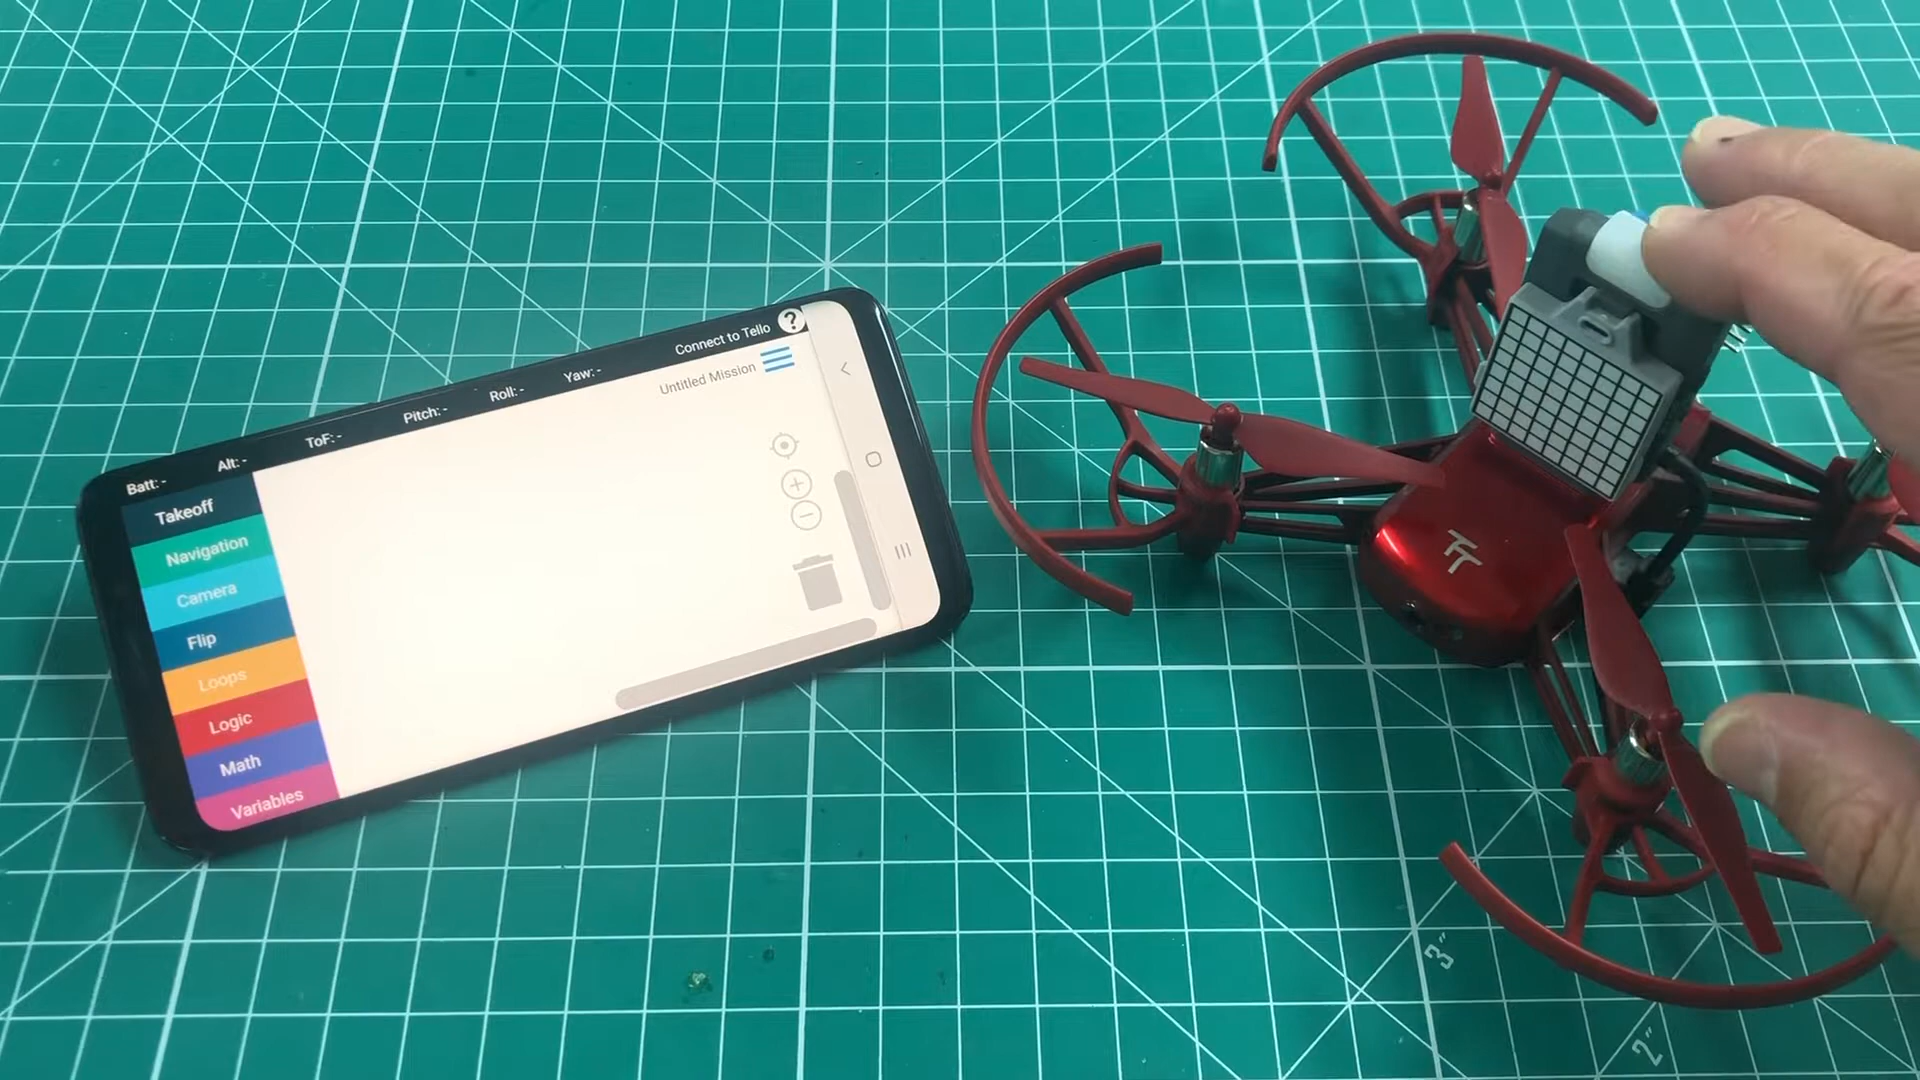 Batt: -
Alt: -
ToF: -
Pitch: -
Roll: -
Yaw: -
Connect to Tello
?
Untitled Mission
Takeoff
Navigation
Camera
Flip
Loops
Logic
Math
Variables
TT
3"
2"